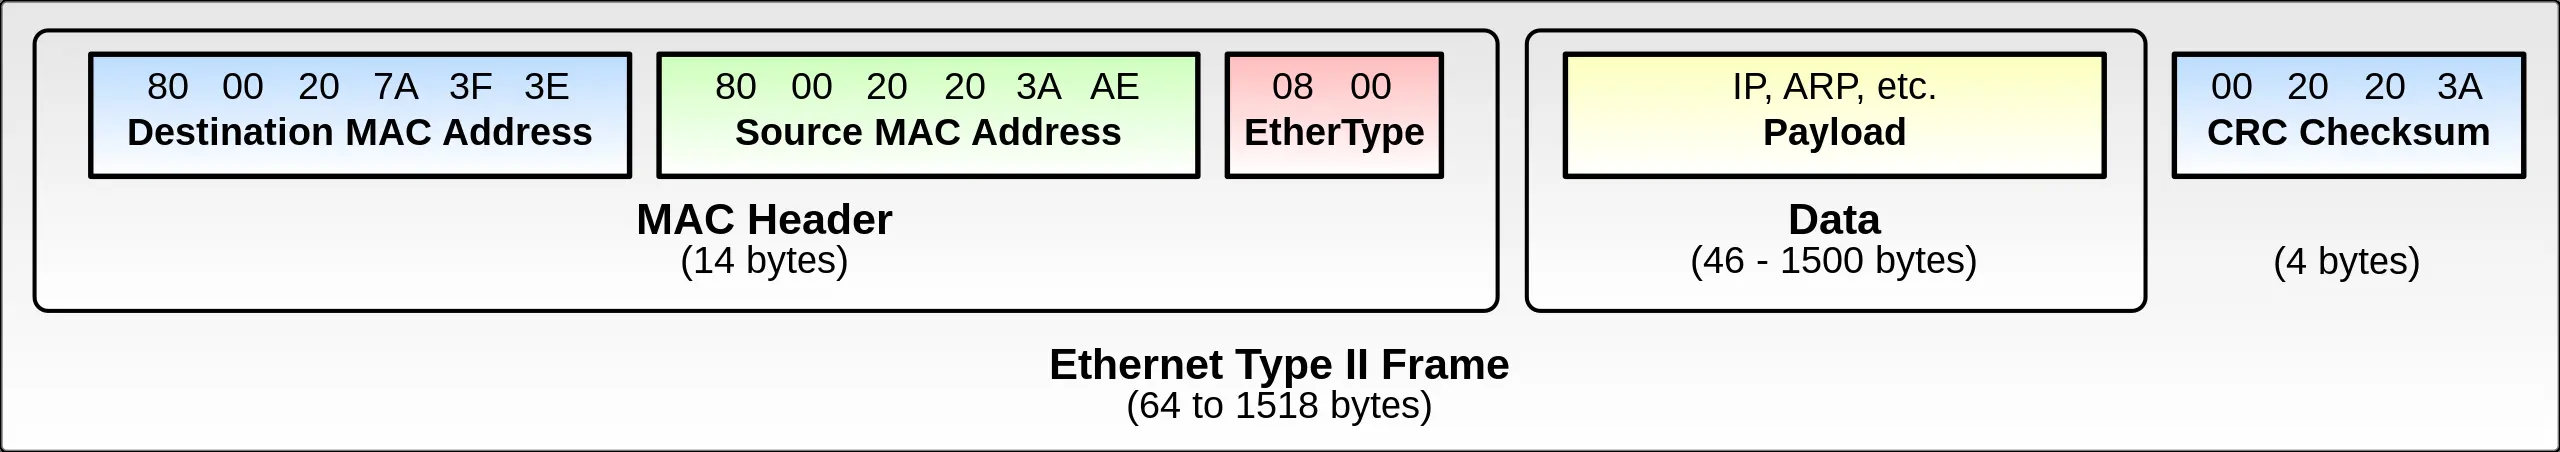 80 00 20 7A 3F 3E
Destination MAC Address
80 00 20 20 3A AE
Source MAC Address
08 00
EtherType
MAC Header
(14 bytes)
IP, ARP, etc.
Payload
Data
(46 - 1500 bytes)
00 20 20 3A
CRC Checksum
(4 bytes)
Ethernet Type II Frame
(64 to 1518 bytes)